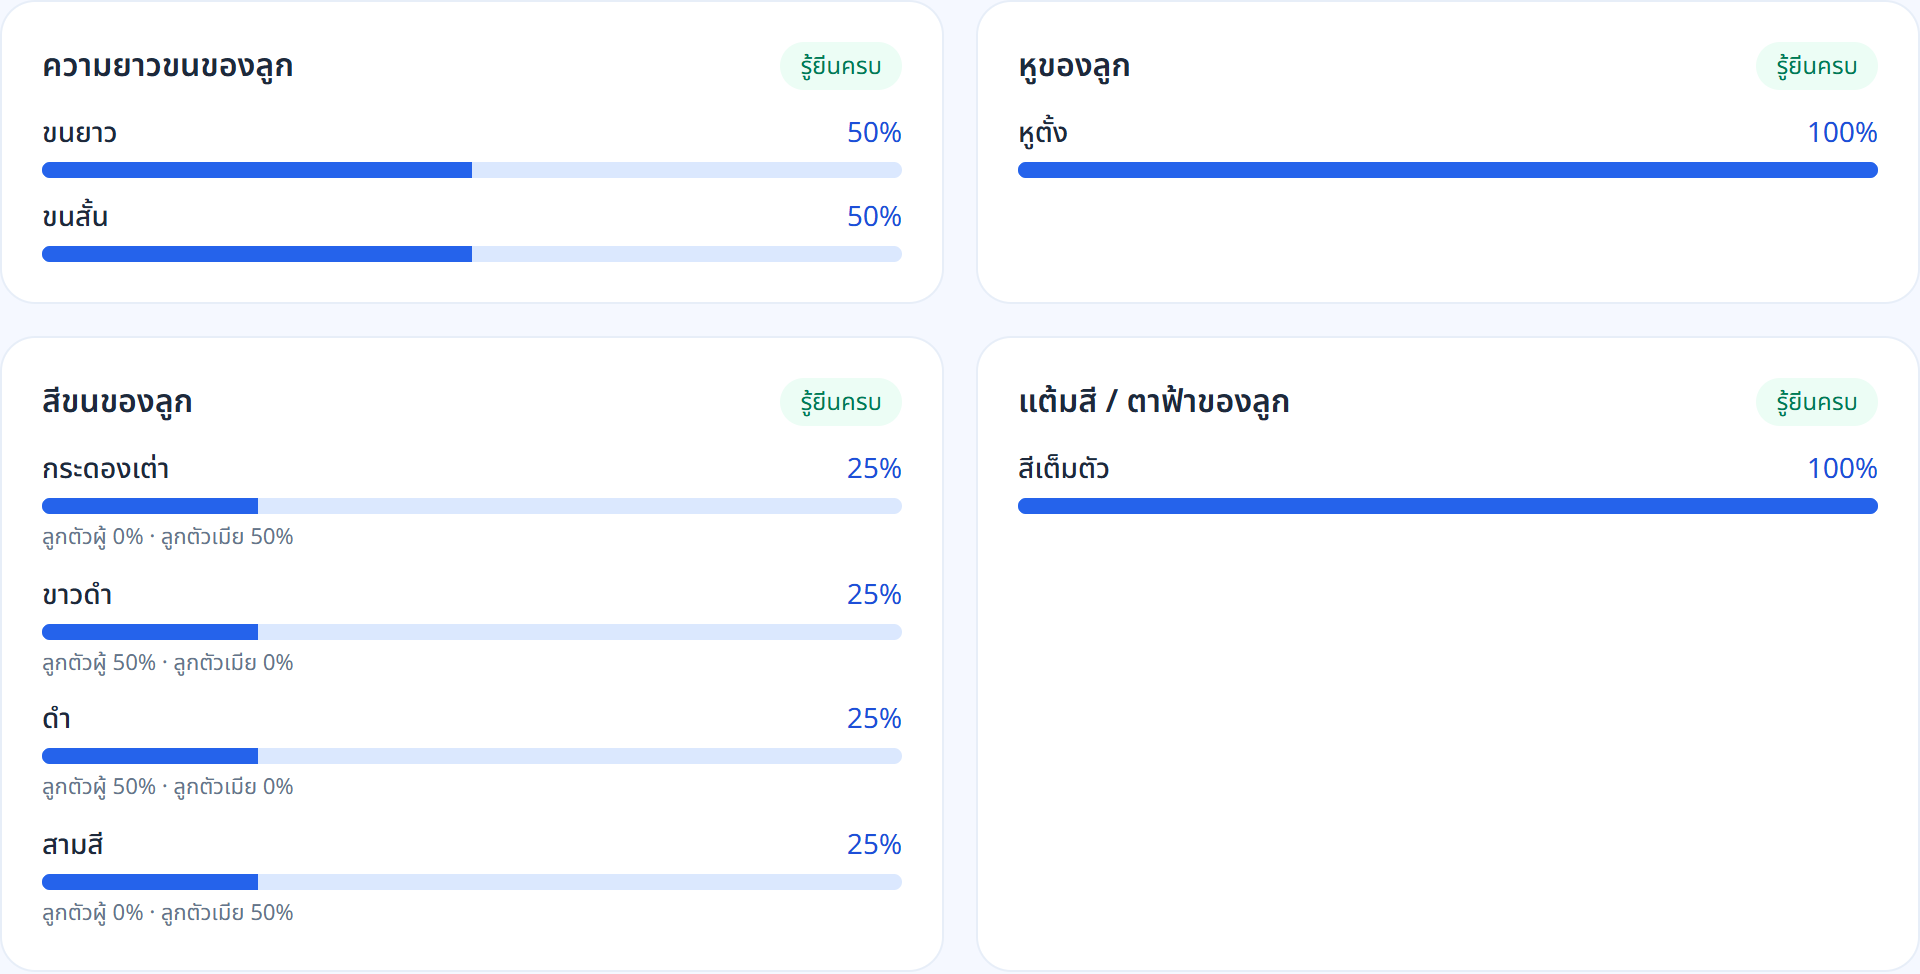 ความยาวขนของลูก
รู้ยีนครบ
ขนยาว
50%
ขนสั้น
50%
หูของลูก
รู้ยีนครบ
หูตั้ง
100%
สีขนของลูก
รู้ยีนครบ
กระดองเต่า
25%
ลูกตัวผู้ 0% · ลูกตัวเมีย 50%
ขาวดำ
25%
ลูกตัวผู้ 50% · ลูกตัวเมีย 0%
ดำ
25%
ลูกตัวผู้ 50% · ลูกตัวเมีย 0%
สามสี
25%
ลูกตัวผู้ 0% · ลูกตัวเมีย 50%
แต้มสี / ตาฟ้าของลูก
รู้ยีนครบ
สีเต็มตัว
100%